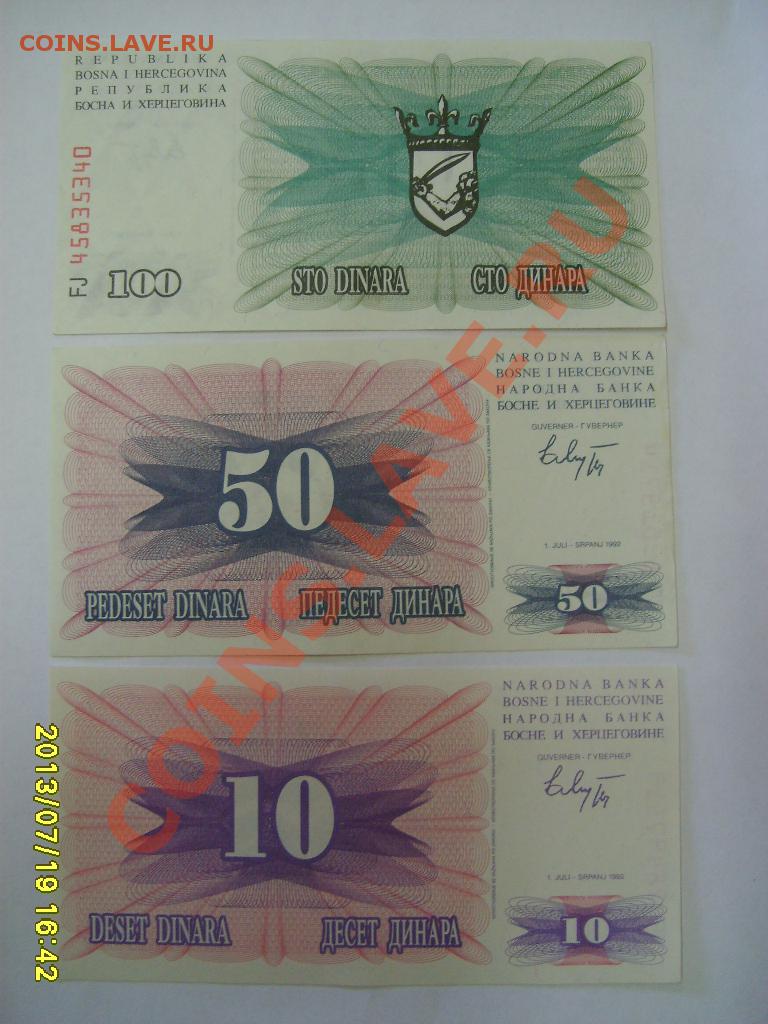 COINS.LAVE.RU
REPUBLIKA
BOSNA I HERCEGOVINA
РЕПУБЛИКА
БОСНА И ХЕРЦЕГОВИНА
FJ 45835340
100
STO DINARA
СТО ДИНАРА
NARODNA BANKA
BOSNE I HERCEGOVINE
НАРОДНА БАНКА
БОСНЕ И ХЕРЦЕГОВИНЕ
GUVERNER - ГУВЕРНЕР
1. JULI - SRPANJ 1992
50
50
PEDESET DINARA
ПЕДЕСЕТ ДИНАРА
NARODNA BANKA
BOSNE I HERCEGOVINE
НАРОДНА БАНКА
БОСНЕ И ХЕРЦЕГОВИНЕ
GUVERNER - ГУВЕРНЕР
1. JULI - SRPANJ 1992
10
10
DESET DINARA
ДЕСЕТ ДИНАРА
COINS.LAVE.RU
2013/07/19 16:42